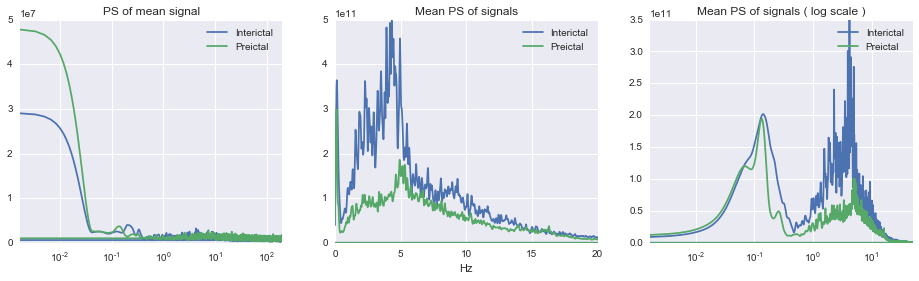 PS of mean signal
1e7
5
4
3
2
1
0
10^-2 10^-1 10^0 10^1 10^2
Interictal
Preictal
Mean PS of signals
1e11
5
4
3
2
1
0
0 5 10 15 20
Hz
Interictal
Preictal
Mean PS of signals ( log scale )
1e11
3.5
3.0
2.5
2.0
1.5
1.0
0.5
0.0
10^-2 10^-1 10^0 10^1
Interictal
Preictal